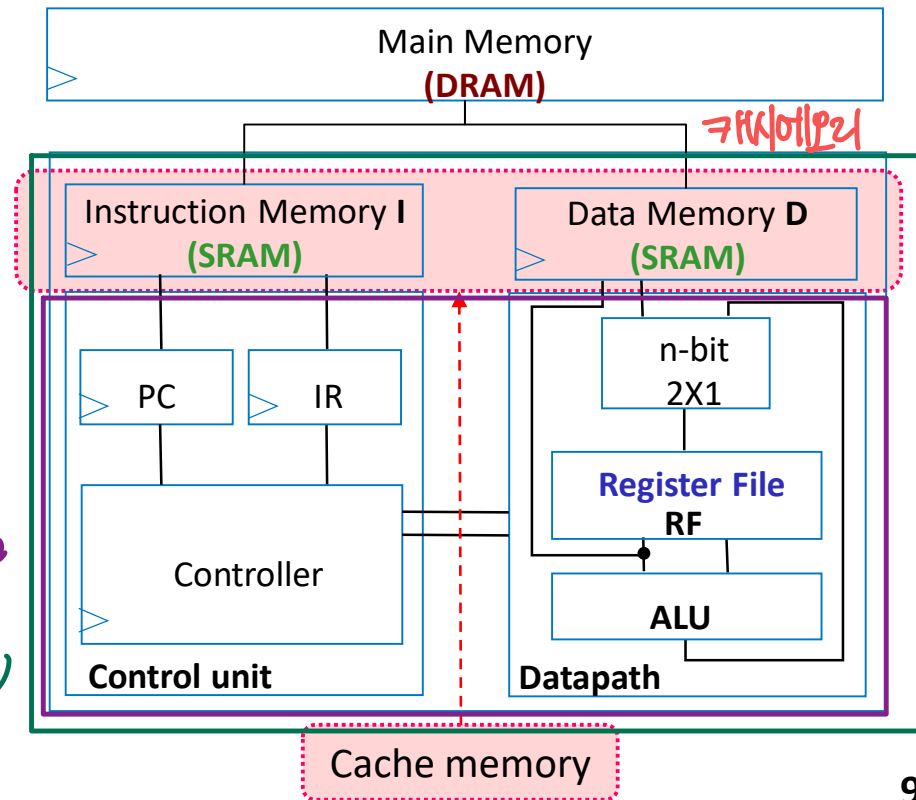 Main Memory
(DRAM)
캐시메모리
Instruction Memory I
(SRAM)
Data Memory D
(SRAM)
PC
IR
n-bit
2X1
Register File
RF
Controller
ALU
Control unit
Datapath
Cache memory
9